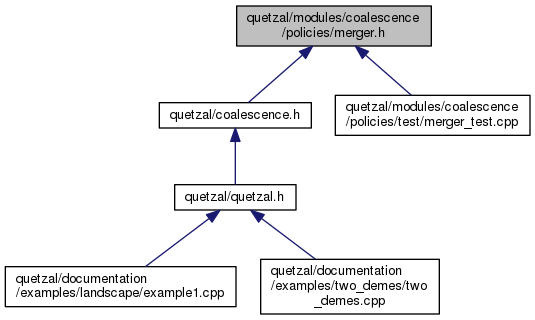 quetzal/modules/coalescence
/policies/merger.h
quetzal/coalescence.h
quetzal/modules/coalescence
/policies/test/merger_test.cpp
quetzal/quetzal.h
quetzal/documentation
/examples/landscape/example1.cpp
quetzal/documentation
/examples/two_demes/two
_demes.cpp